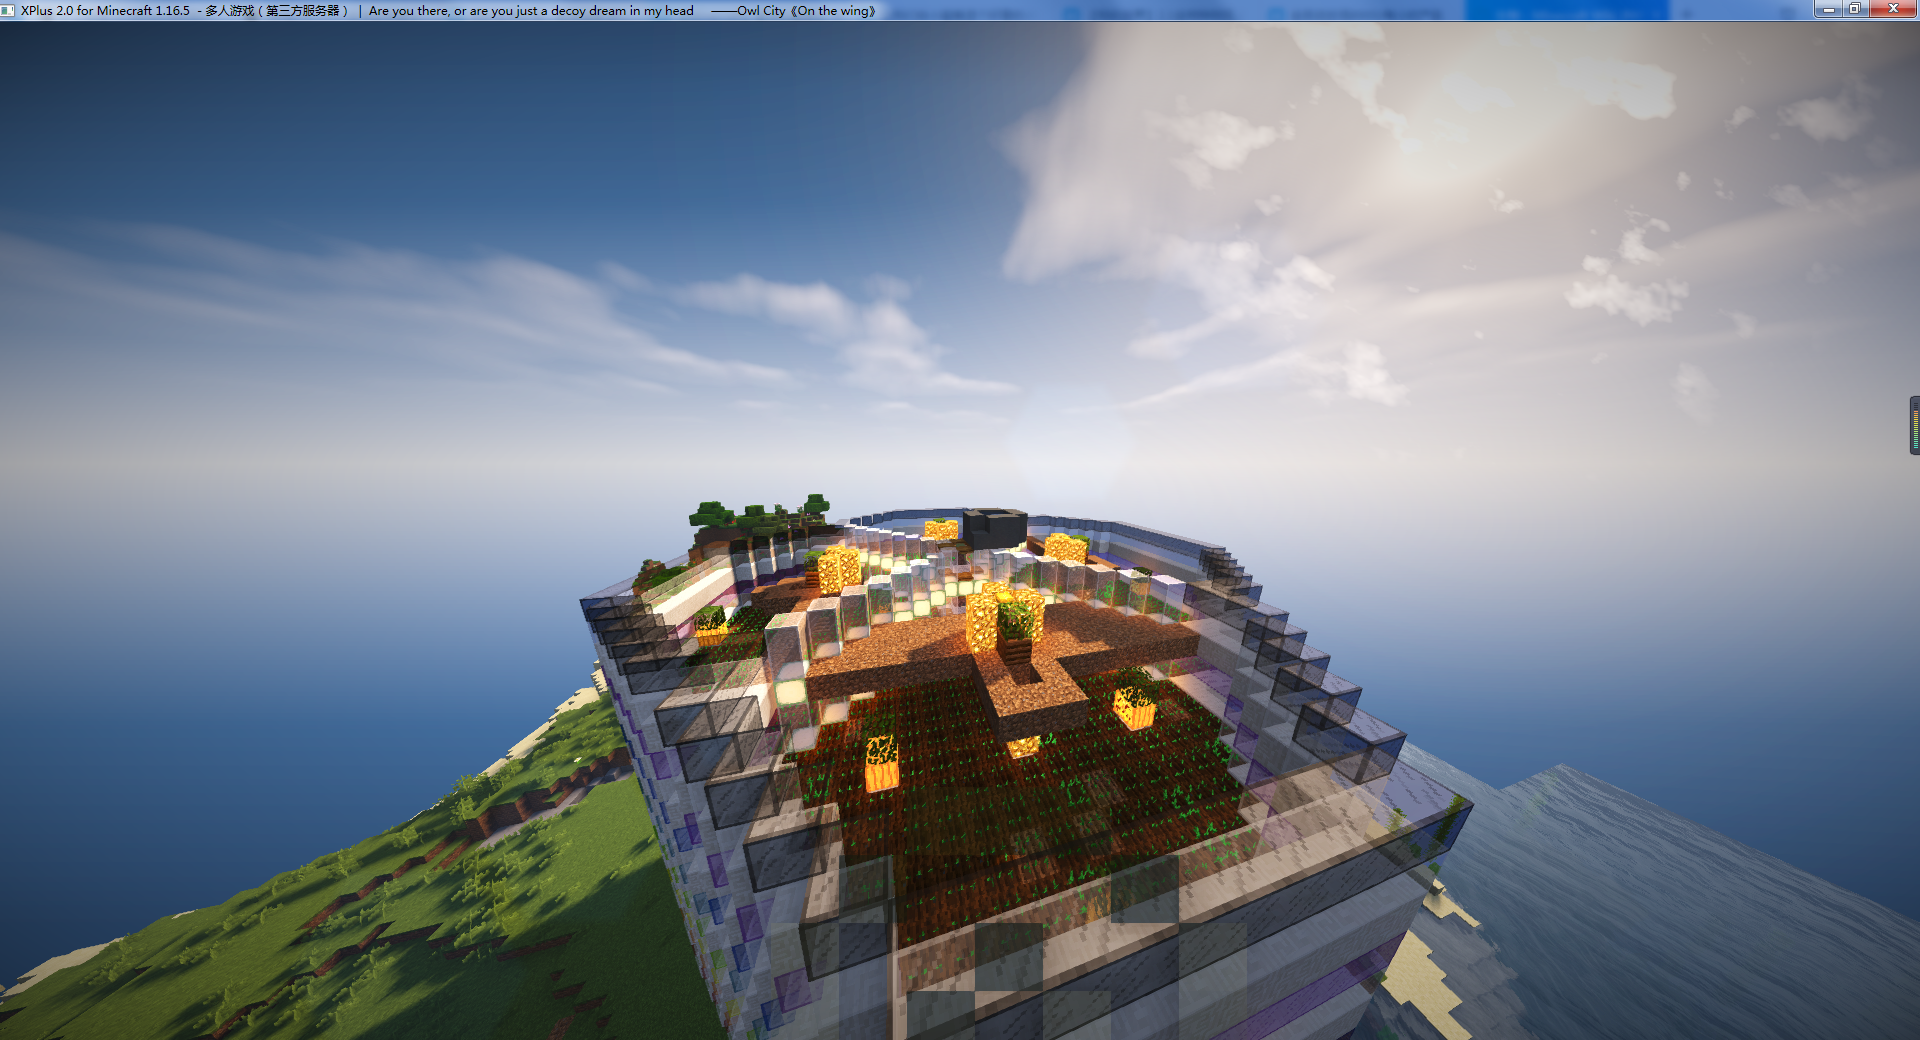 XPlus 2.0 for Minecraft 1.16.5 - 多人游戏（第三方服务器） | Are you there, or are you just a decoy dream in my head ——Owl City《On the wing》